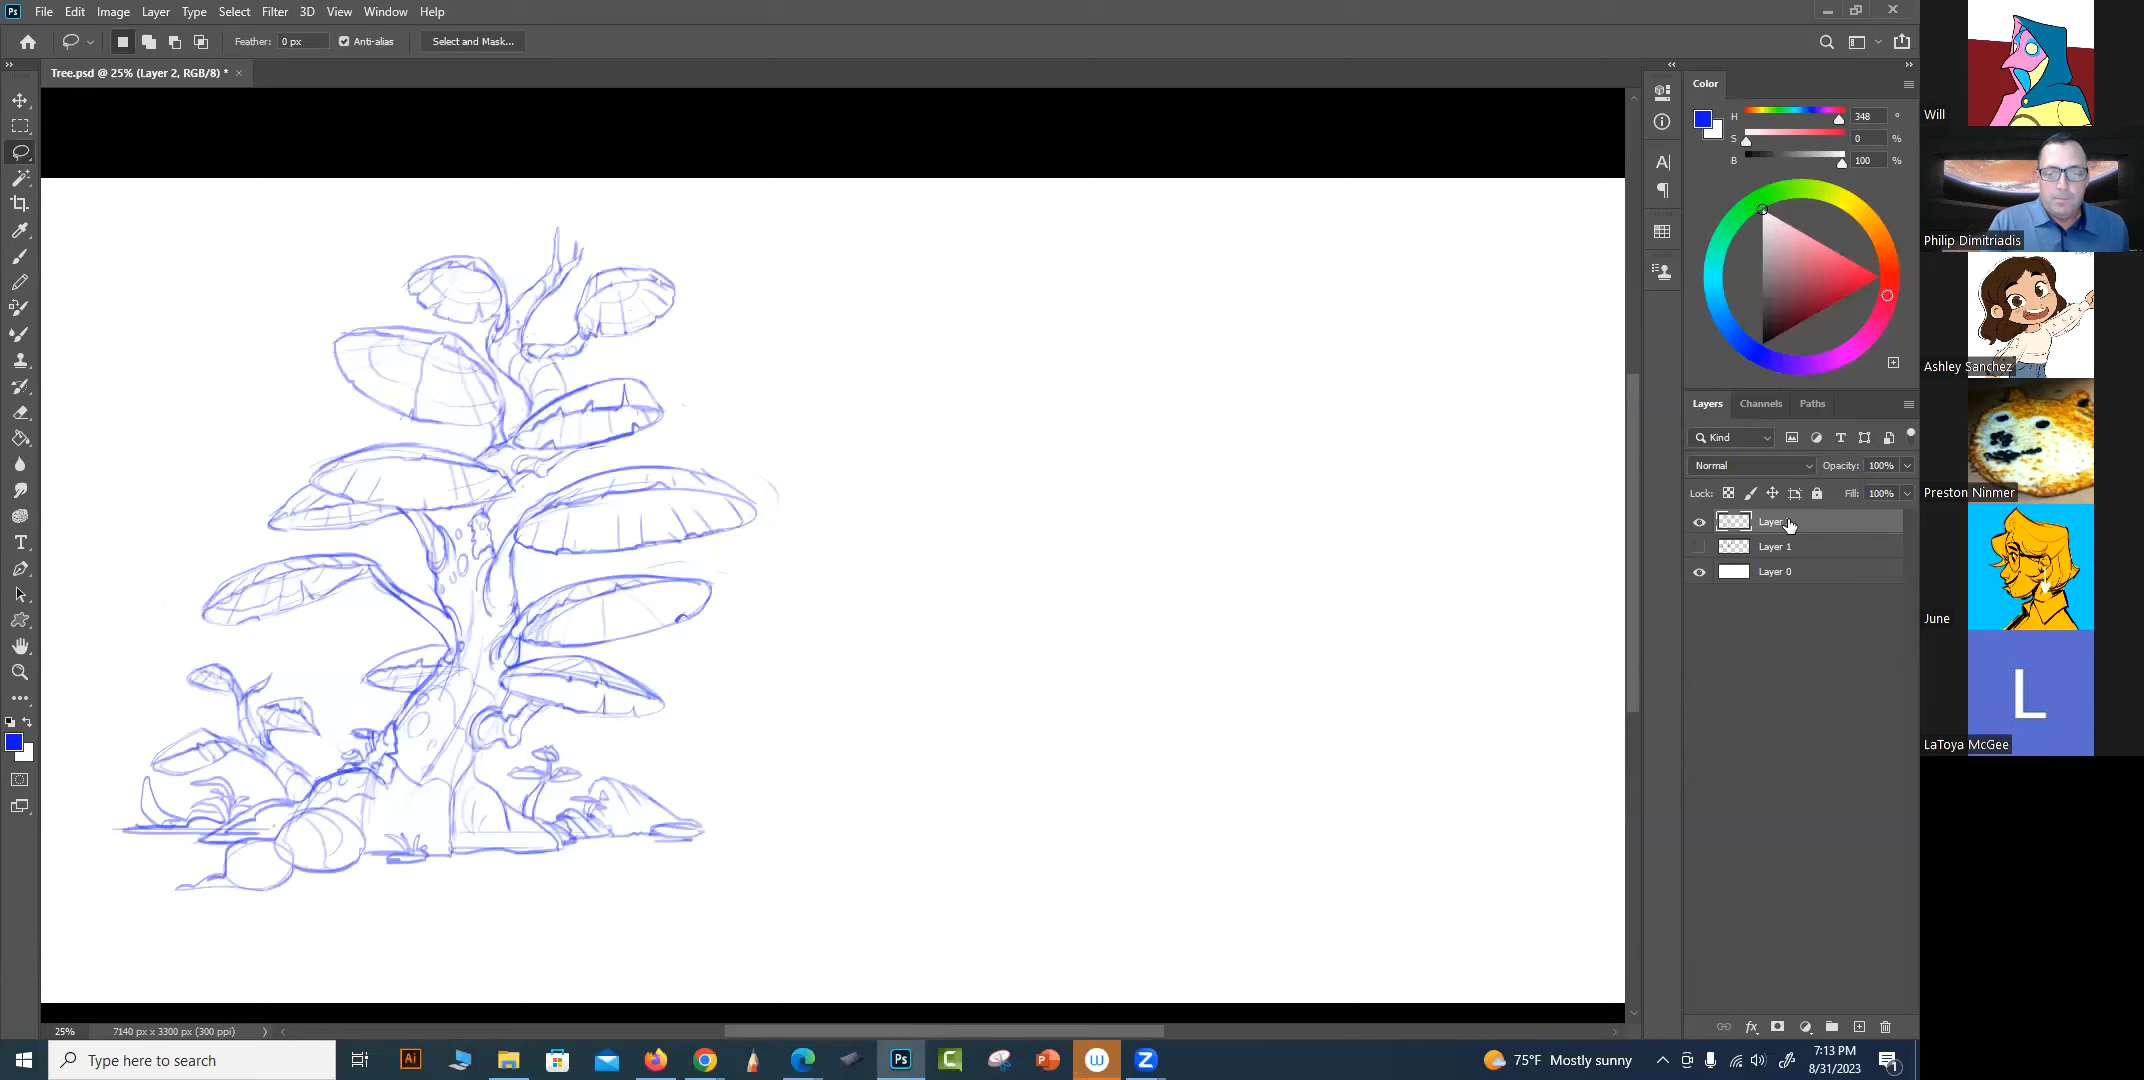 Ps File Edit Image Layer Type Select Filter 3D View Window Help
Feather: 0 px Anti-alias Select and Mask...
Tree.psd @ 25% (Layer 2, RGB/8) * ×
Color
H 348 °
S 0 %
B 100 %
Layers Channels Paths
Kind
Normal Opacity: 100%
Lock: Fill: 100%
Layer
Layer 1
Layer 0
25% 7140 px x 3300 px (300 ppi)
Will
Philip Dimitriadis
Ashley Sanchez
Preston Ninmer
June
L
LaToya McGee
Type here to search
Ai
Ps
75°F Mostly sunny
7:13 PM
8/31/2023
1